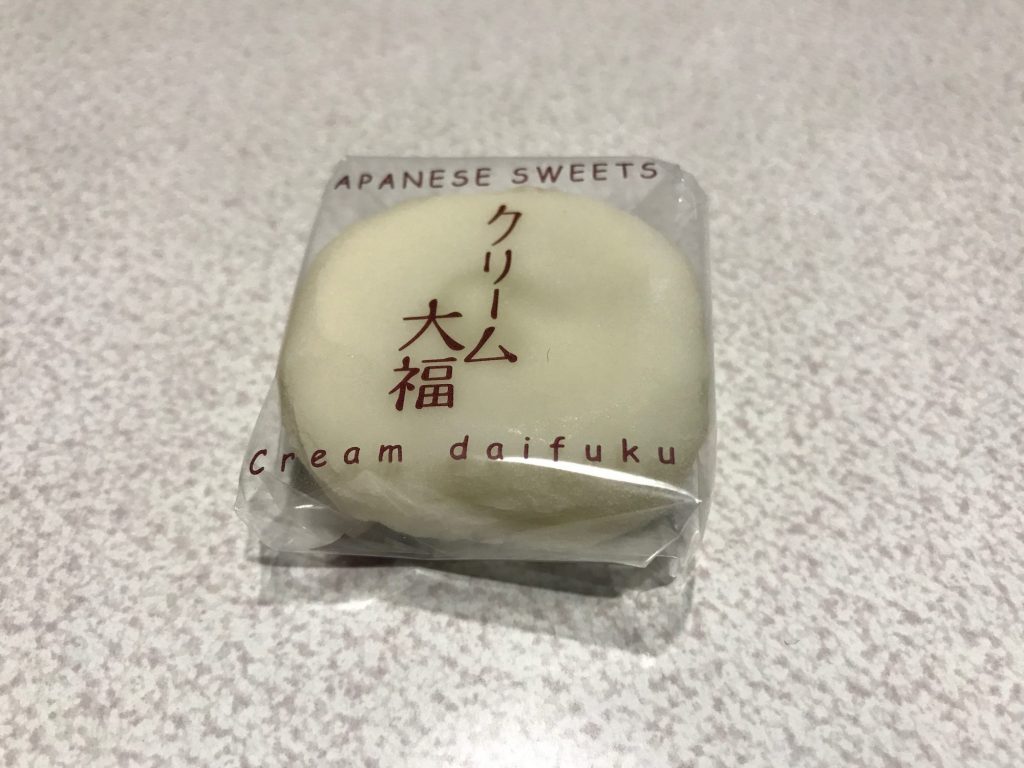 APANESE SWEETS
クリーム
大福
Cream daifuku